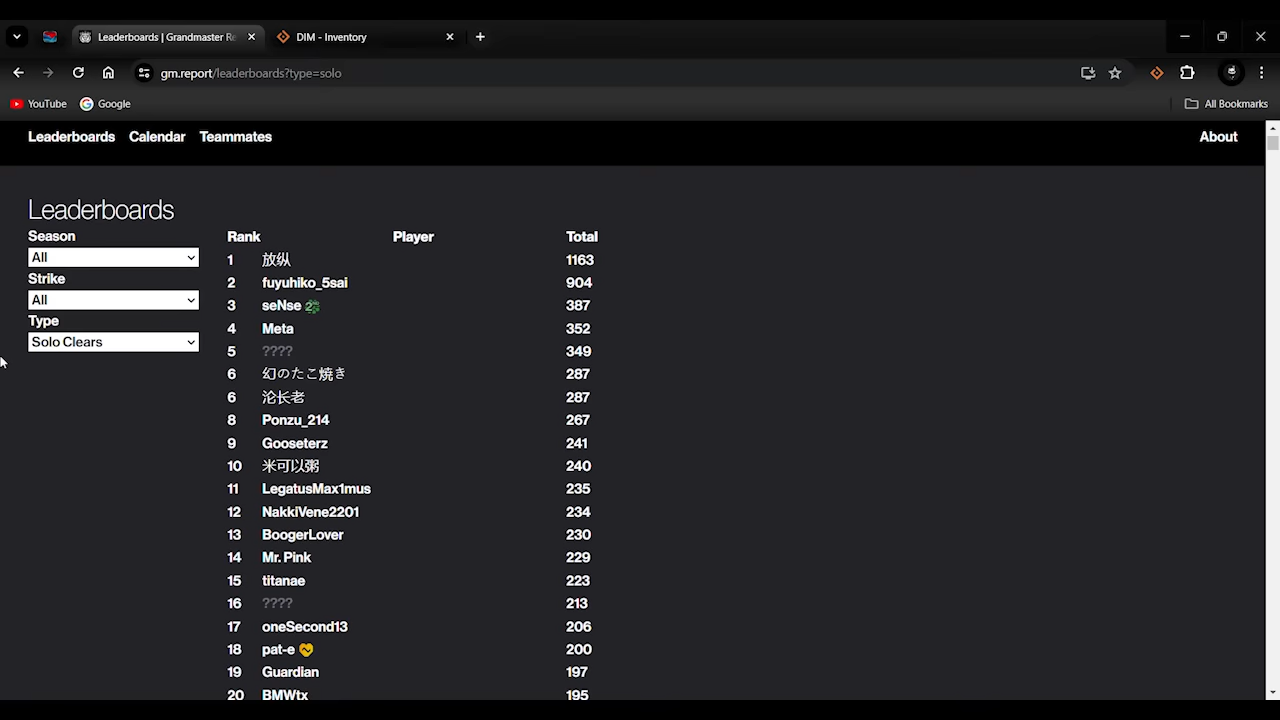 Leaderboards | Grandmaster Re
DIM - Inventory
gm.report/leaderboards?type=solo
YouTube Google All Bookmarks
Leaderboards Calendar Teammates About
Leaderboards
Season
All
Strike
All
Type
Solo Clears
Rank Player Total
1 放纵 1163
2 fuyuhiko_5sai 904
3 seNse 387
4 Meta 352
5 ???? 349
6 幻のたこ焼き 287
6 沦长老 287
8 Ponzu_214 267
9 Gooseterz 241
10 米可以粥 240
11 LegatusMax1mus 235
12 NakkiVene2201 234
13 BoogerLover 230
14 Mr. Pink 229
15 titanae 223
16 ???? 213
17 oneSecond13 206
18 pat-e 200
19 Guardian 197
20 BMWtx 195